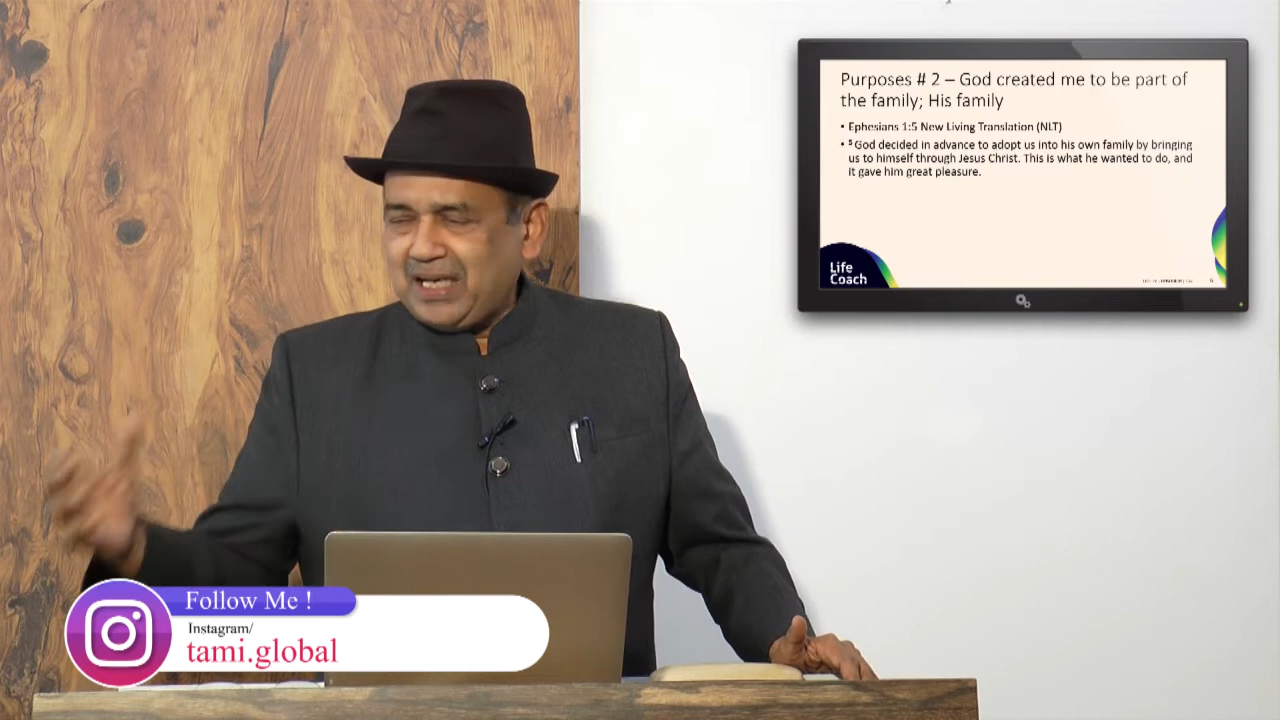 Purposes # 2 – God created me to be part of
the family; His family
• Ephesians 1:5 New Living Translation (NLT)
• 5 God decided in advance to adopt us into his own family by bringing
us to himself through Jesus Christ. This is what he wanted to do, and
it gave him great pleasure.
Life
Coach
6
Follow Me !
Instagram/
tami.global